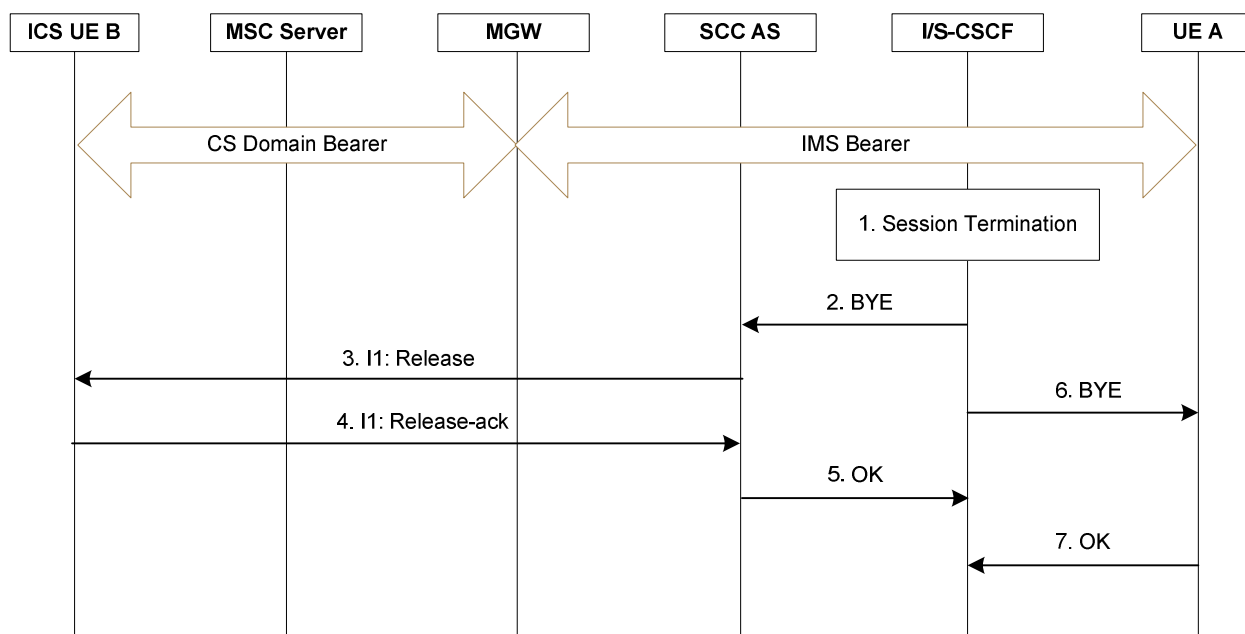 ICS UE B
MSC Server
MGW
SCC AS
I/S-CSCF
UE A
CS Domain Bearer
IMS Bearer
1. Session Termination
2. BYE
3. I1: Release
6. BYE
4. I1: Release-ack
5. OK
7. OK